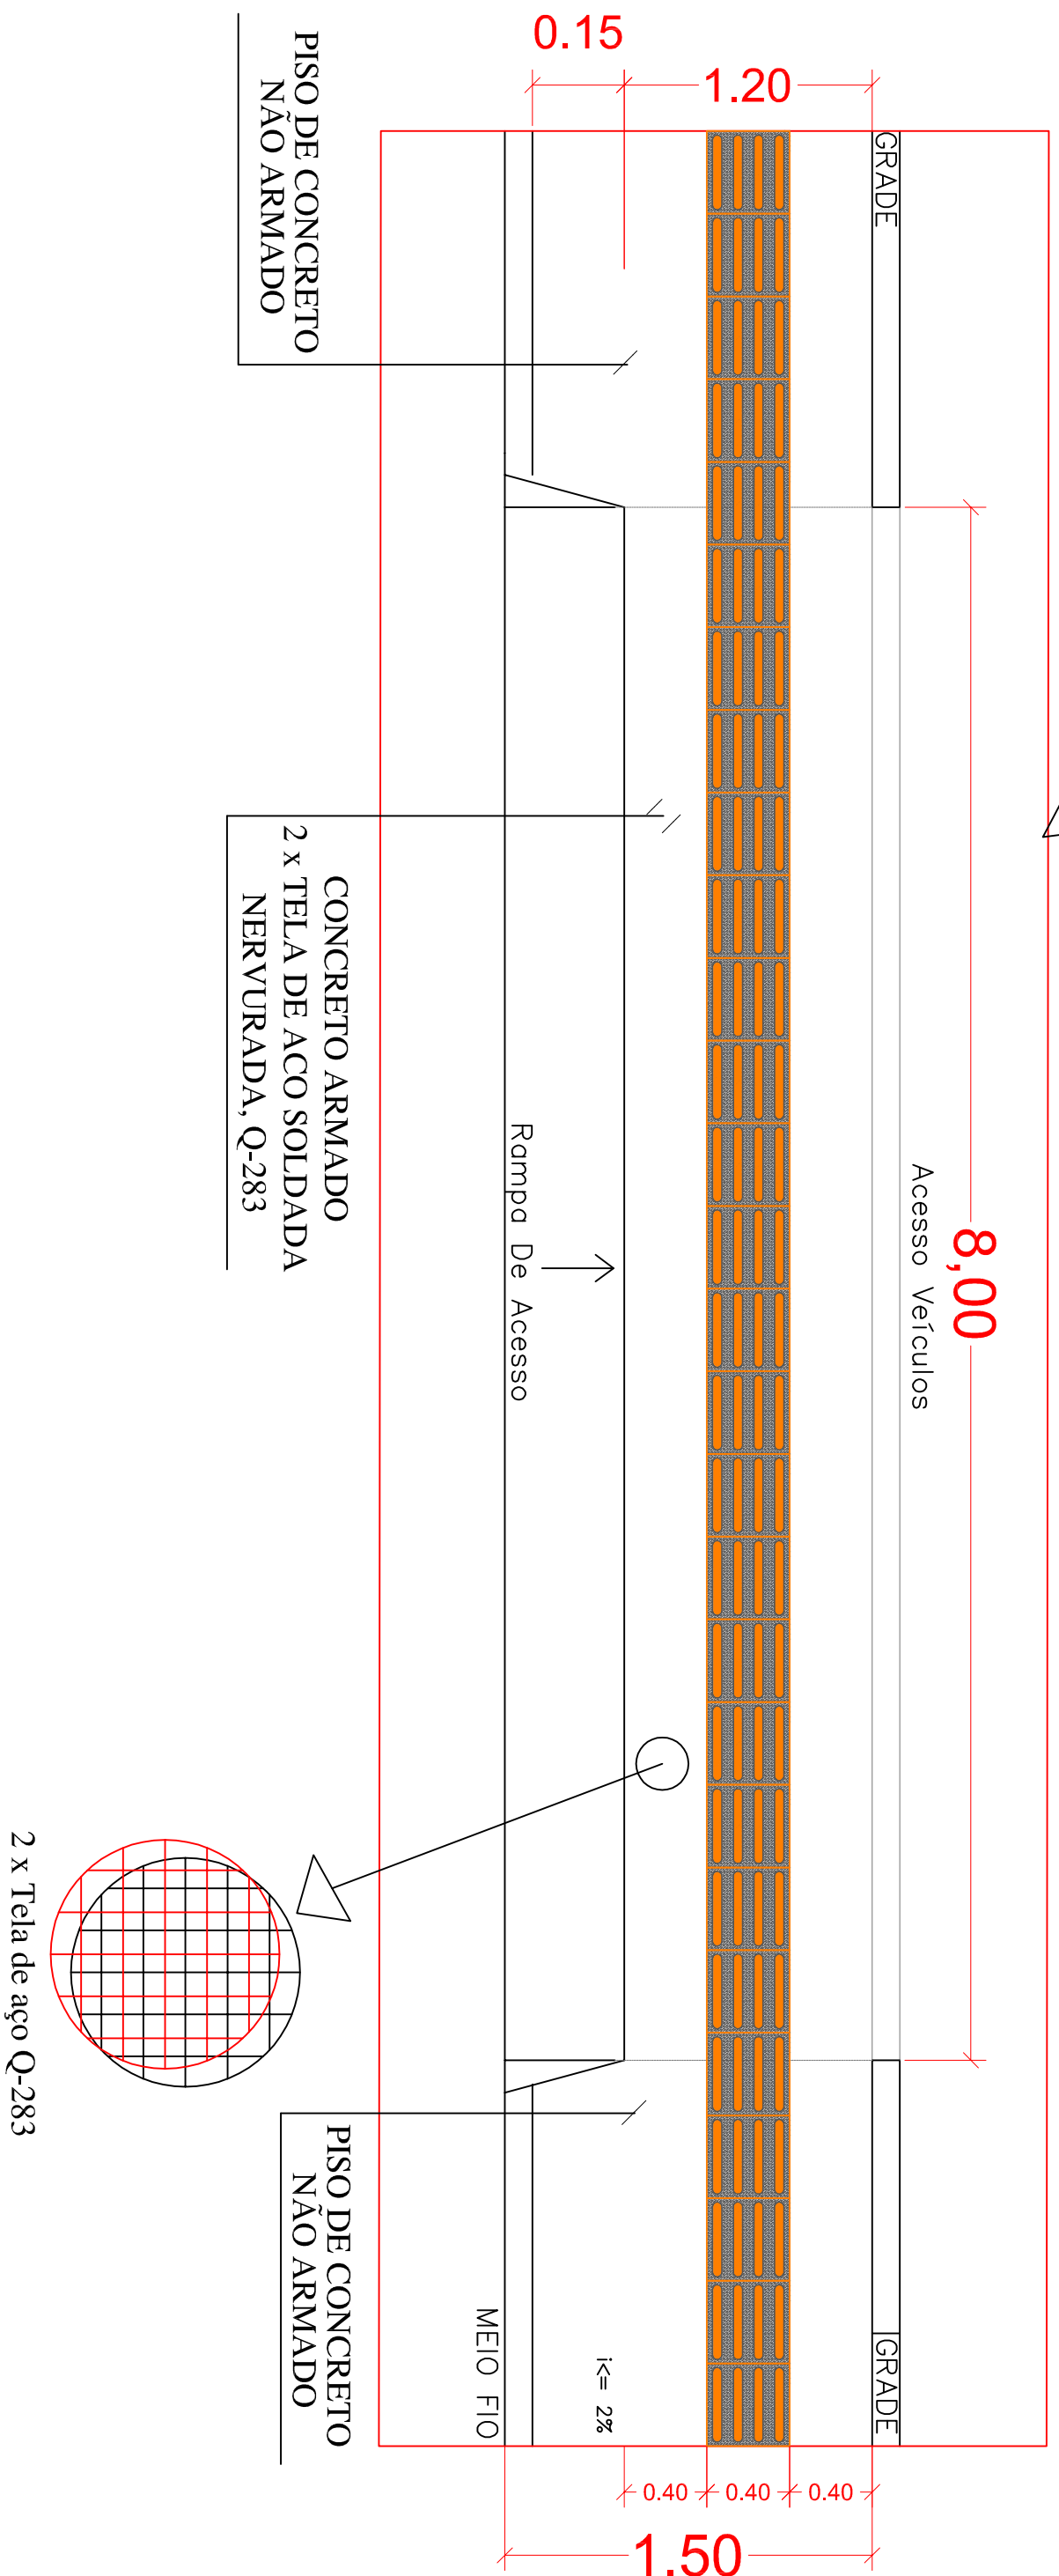 0.15
1.20
GRADE
PISO DE CONCRETO
NÃO ARMADO
8,00
Acesso Veículos
CONCRETO ARMADO
2 x TELA DE ACO SOLDADA
NERVURADA, Q-283
Rampa De Acesso
2 x Tela de aço Q-283
PISO DE CONCRETO
NÃO ARMADO
MEIO FIO
i<= 2%
GRADE
0.40
0.40
0.40
1.50